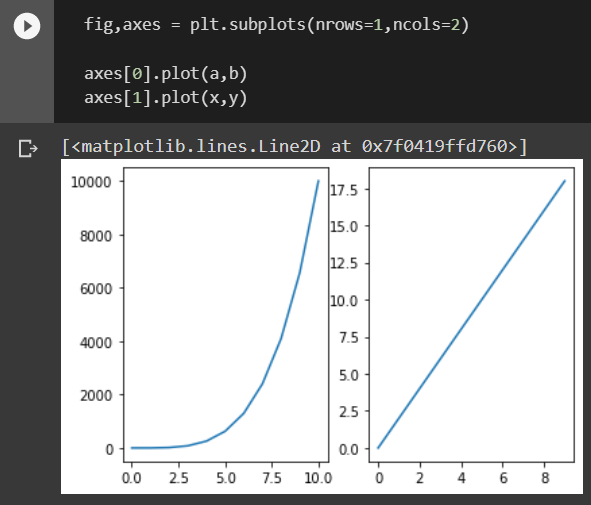 fig,axes = plt.subplots(nrows=1,ncols=2)
axes[0].plot(a,b)
axes[1].plot(x,y)
[<matplotlib.lines.Line2D at 0x7f0419ffd760>]
10000
8000
6000
4000
2000
0
0.0 2.5 5.0 7.5 10.0
17.5
15.0
12.5
10.0
7.5
5.0
2.5
0.0
0 2 4 6 8